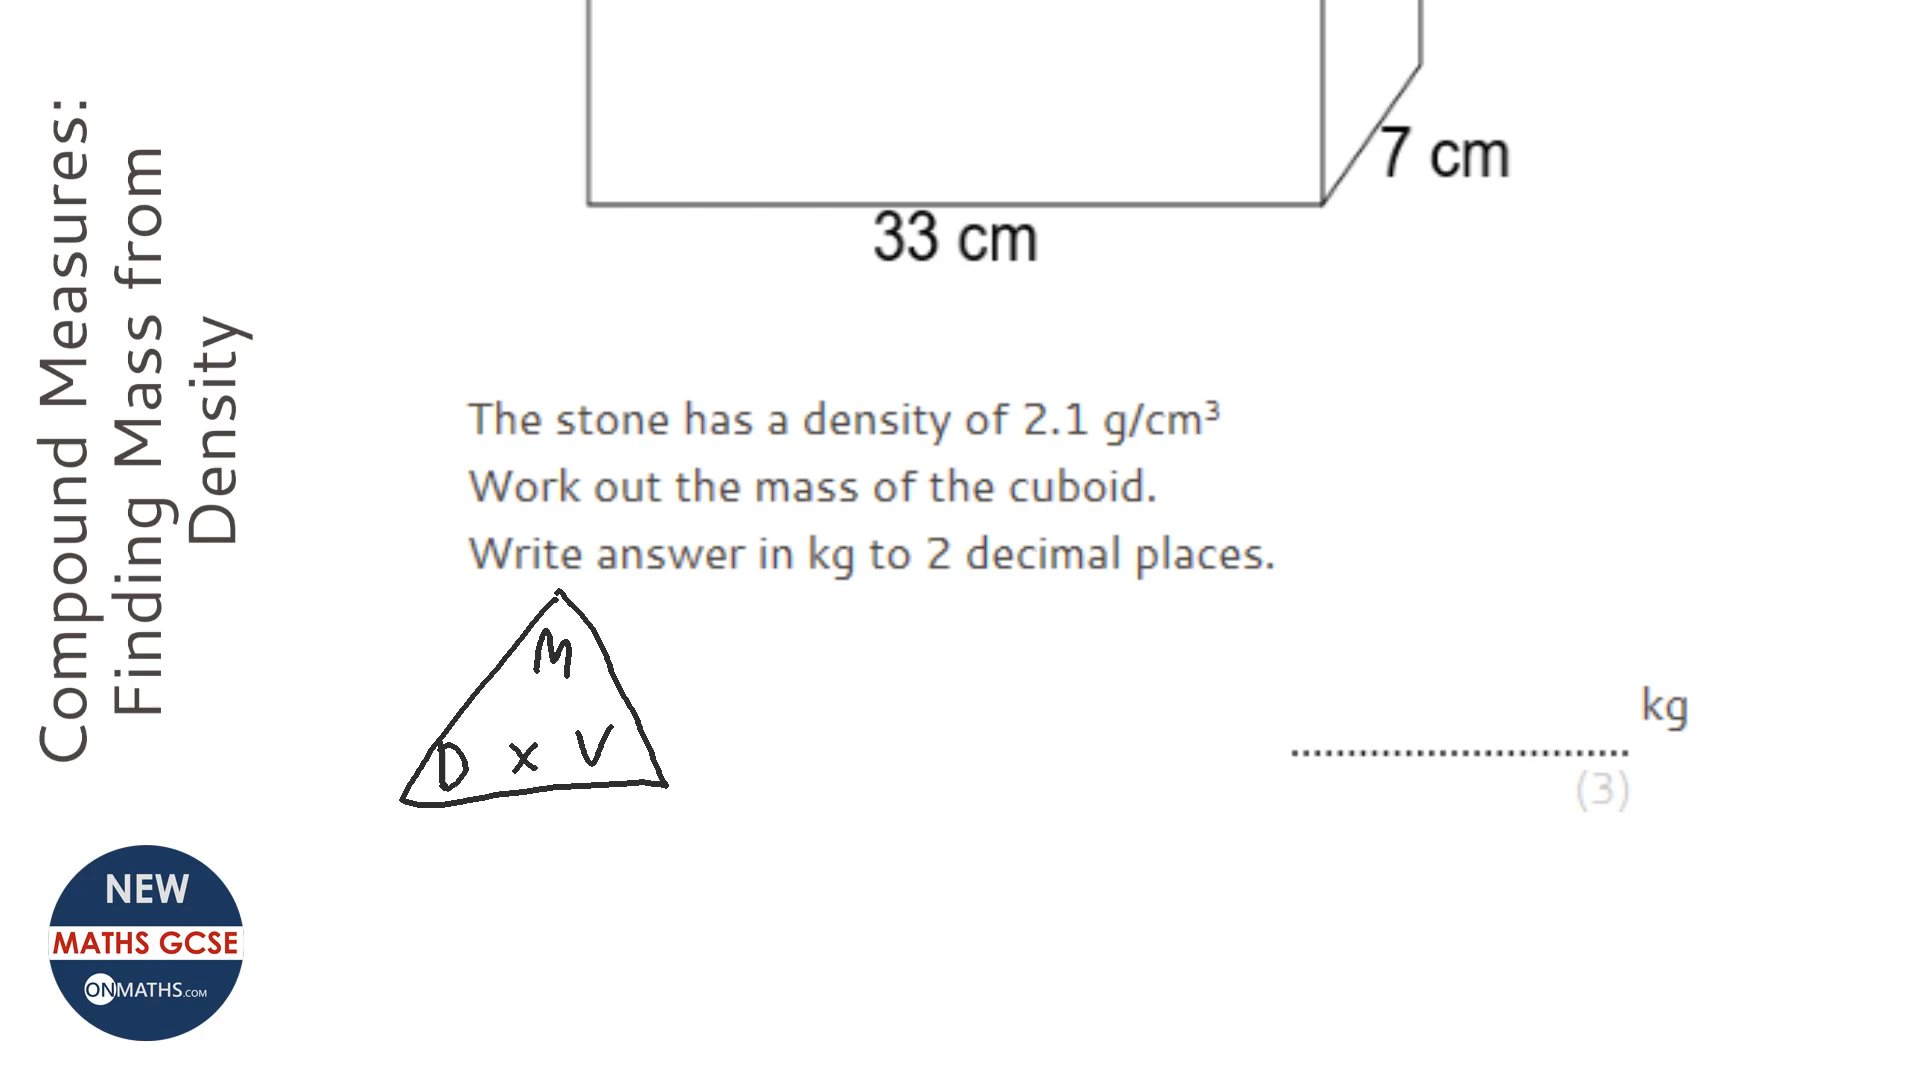 Compound Measures:
Finding Mass from
Density
7 cm
33 cm
The stone has a density of 2.1 g/cm³
Work out the mass of the cuboid.
Write answer in kg to 2 decimal places.
M
D x V
kg
(3)
NEW
MATHS GCSE
ONMATHS.COM